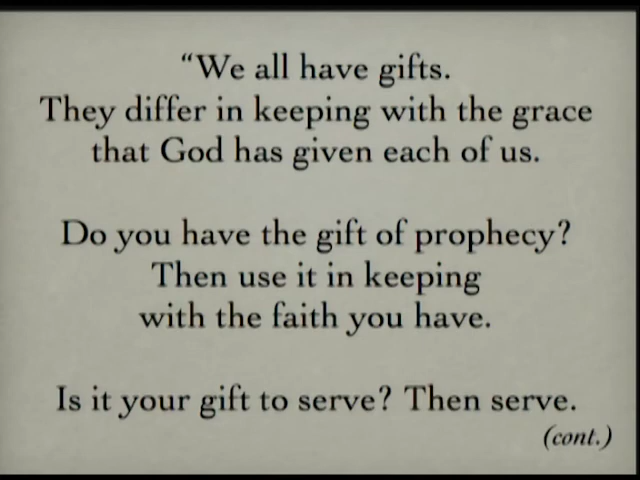 “We all have gifts.
They differ in keeping with the grace
that God has given each of us.
Do you have the gift of prophecy?
Then use it in keeping
with the faith you have.
Is it your gift to serve? Then serve.
(cont.)